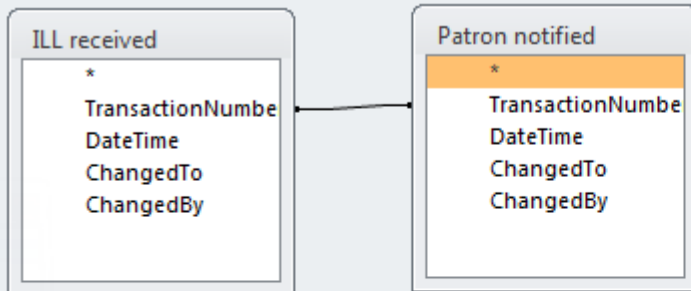 ILL received
*
TransactionNumbe
DateTime
ChangedTo
ChangedBy
Patron notified
*
TransactionNumbe
DateTime
ChangedTo
ChangedBy